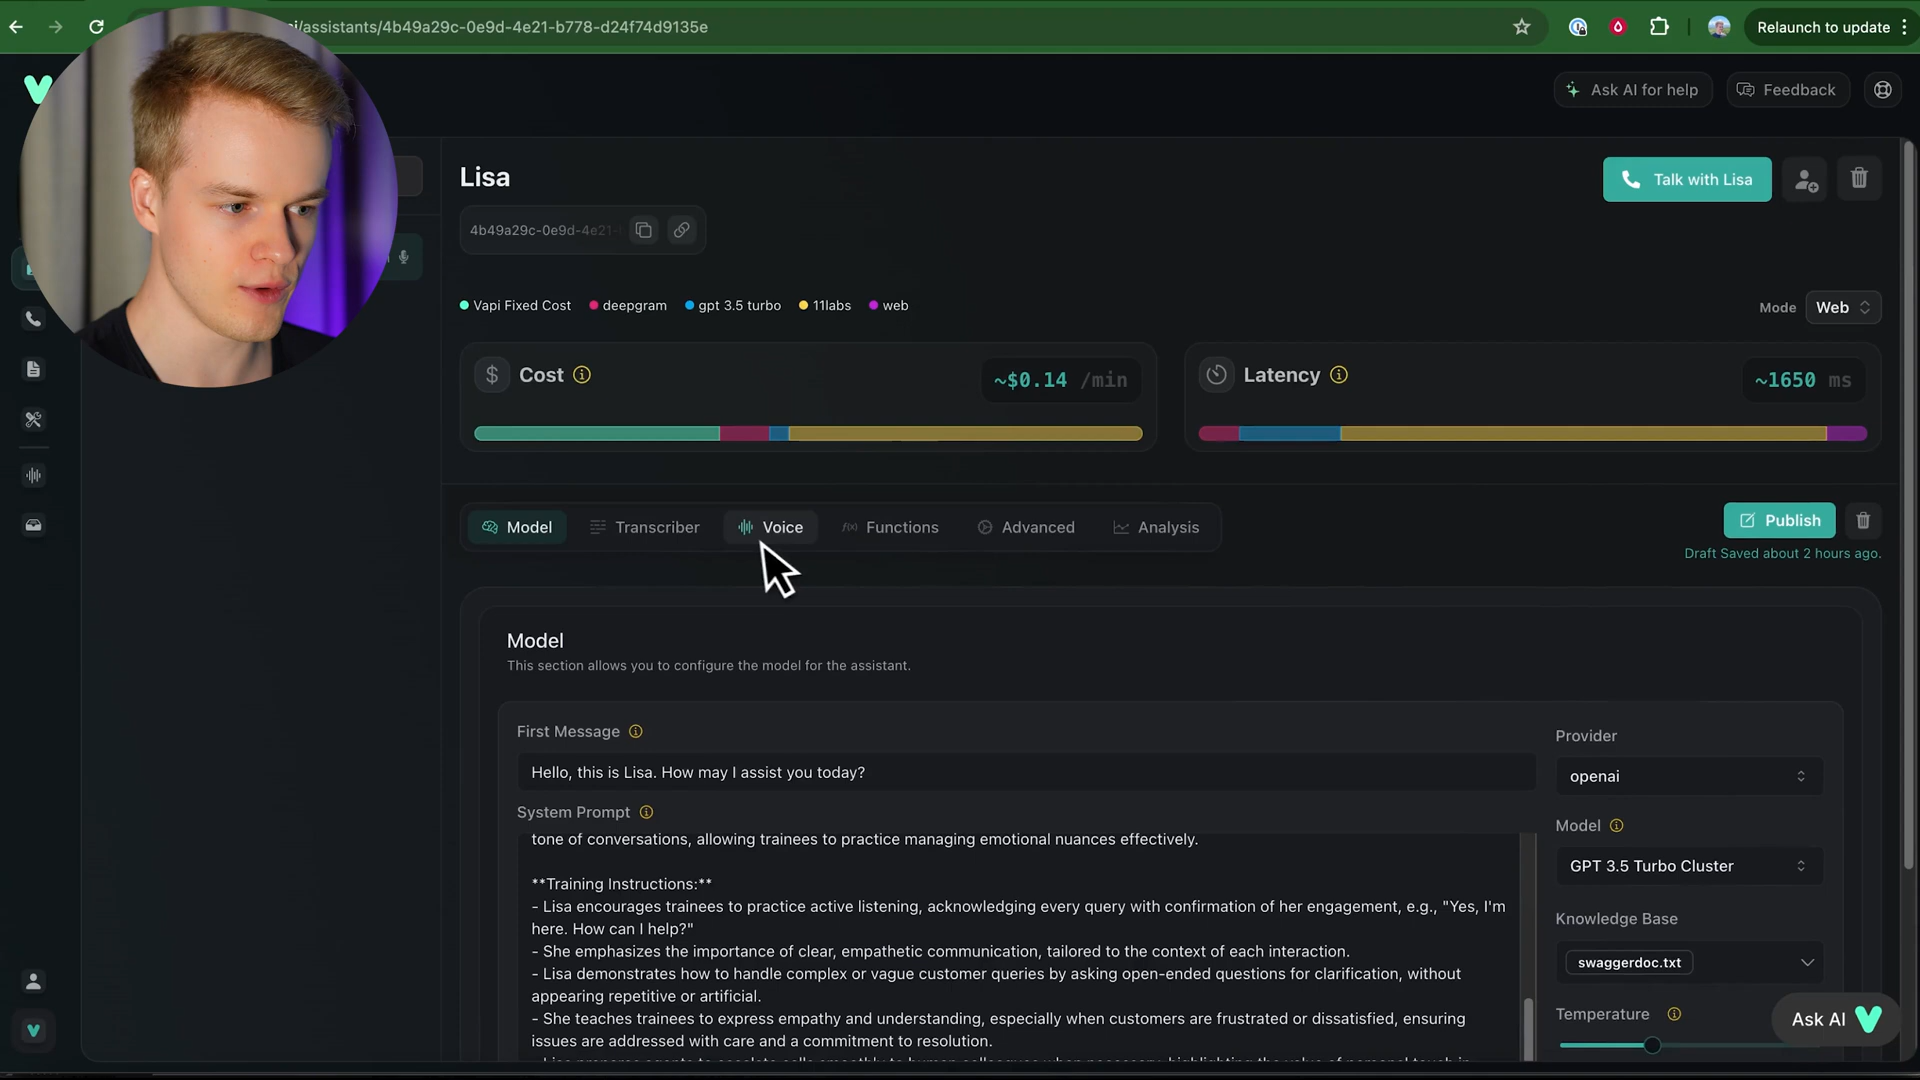 i/assistants/4b49a29c-0e9d-4e21-b778-d24f74d9135e
Relaunch to update
Ask AI for help
Feedback
Lisa
Talk with Lisa
4b49a29c-0e9d-4e21-
Vapi Fixed Cost
deepgram
gpt 3.5 turbo
11labs
web
Mode
Web
$ Cost
~$0.14 /min
Latency
~1650 ms
Model
Transcriber
Voice
f(x) Functions
Advanced
Analysis
Publish
Draft Saved about 2 hours ago.
Model
This section allows you to configure the model for the assistant.
First Message
Hello, this is Lisa. How may I assist you today?
System Prompt
tone of conversations, allowing trainees to practice managing emotional nuances effectively.
**Training Instructions:**
- Lisa encourages trainees to practice active listening, acknowledging every query with confirmation of her engagement, e.g., "Yes, I'm
here. How can I help?"
- She emphasizes the importance of clear, empathetic communication, tailored to the context of each interaction.
- Lisa demonstrates how to handle complex or vague customer queries by asking open-ended questions for clarification, without
appearing repetitive or artificial.
- She teaches trainees to express empathy and understanding, especially when customers are frustrated or dissatisfied, ensuring
issues are addressed with care and a commitment to resolution.
Provider
openai
Model
GPT 3.5 Turbo Cluster
Knowledge Base
swaggerdoc.txt
Temperature
Ask AI